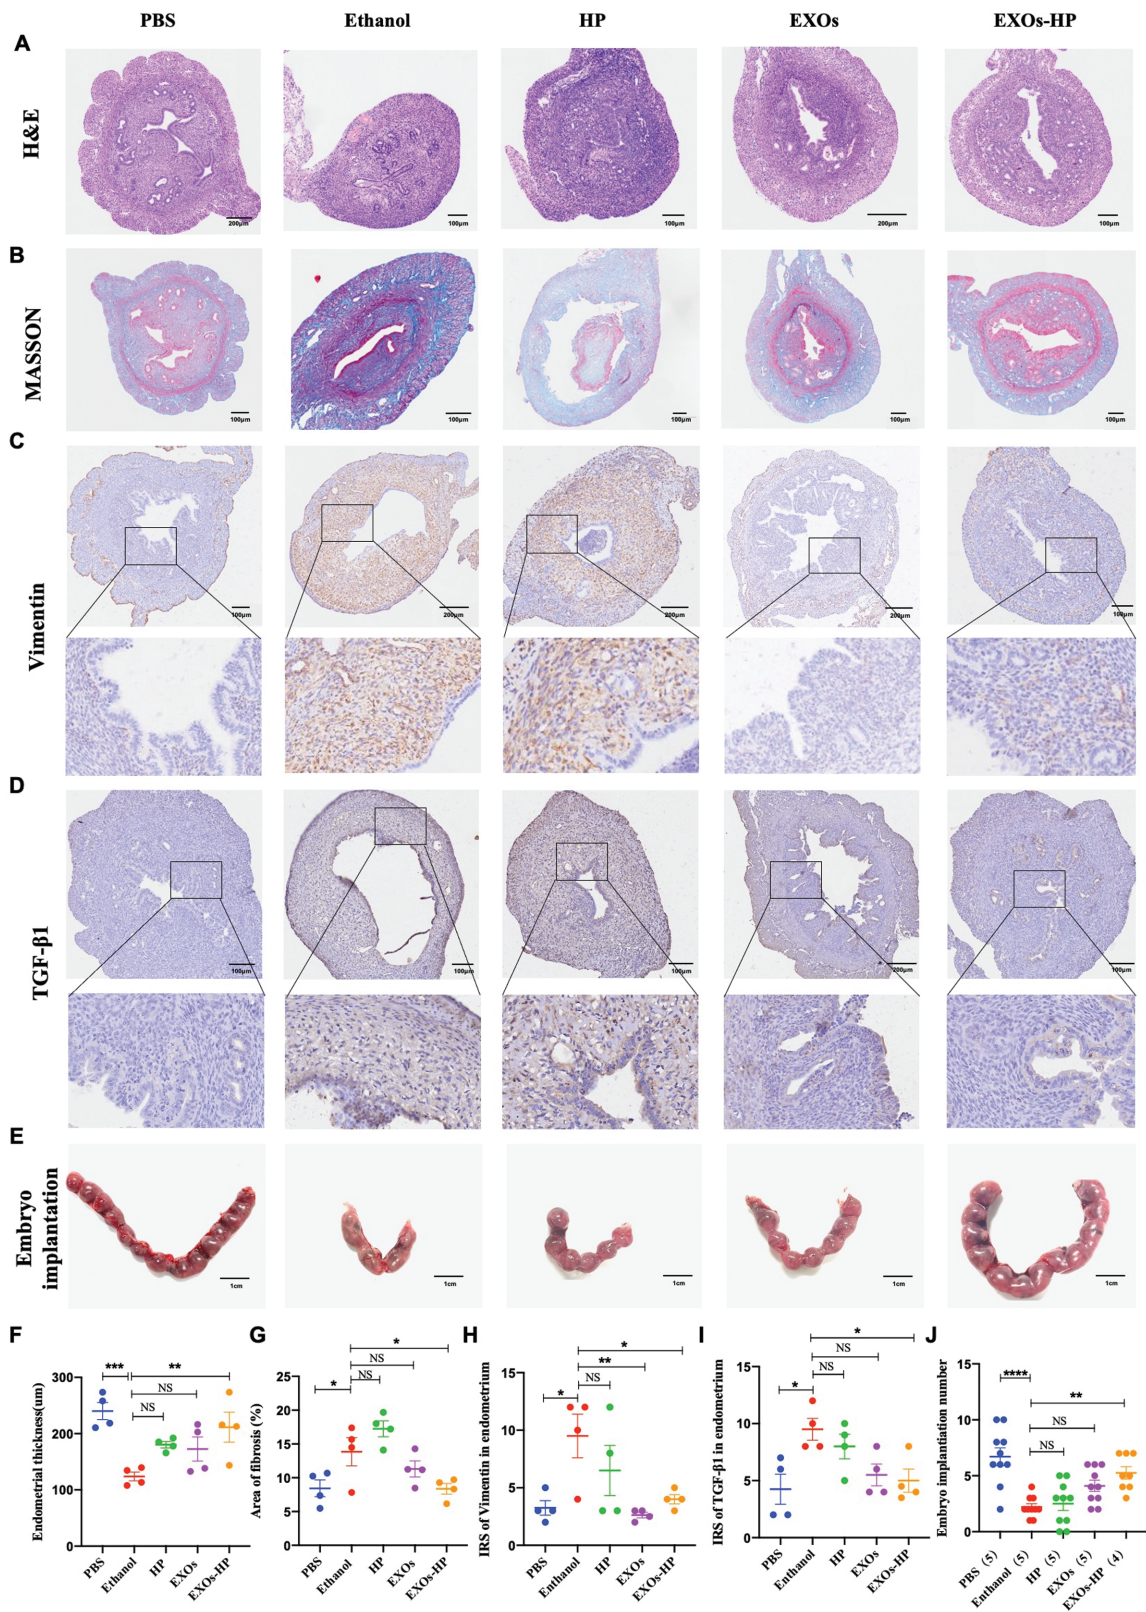 PBS Ethanol HP EXOs EXOs-HP
A
H&E
200μm 100μm 100μm 200μm 100μm
B
MASSON
100μm 100μm 100μm 100μm 100μm
C
Vimentin
100μm 200μm 200μm 200μm 100μm
D
TGF-β1
100μm 100μm 100μm 200μm 100μm
E
Embryo
implantation
1cm 1cm 1cm 1cm 1cm
F
Endometrial thickness(um)
300
200
100
0
*** **
NS
NS
PBS Ethanol HP EXOs EXOs-HP
G
Area of fibrosis (%)
25
20
15
10
5
0
*
NS
* NS
PBS Ethanol HP EXOs EXOs-HP
H
IRS of Vimentin in endometrium
15
10
5
0
*
**
* NS
PBS Ethanol HP EXOs EXOs-HP
I
IRS of TGF-β1 in endometrium
15
10
5
0
*
NS
* NS
PBS Enthanol HP EXOs EXOs-HP
J
Embryo implantiation number
15
10
5
0
**** **
NS
NS
PBS (5) Enthanol (5) HP (5) EXOs (5) EXOs-HP (4)